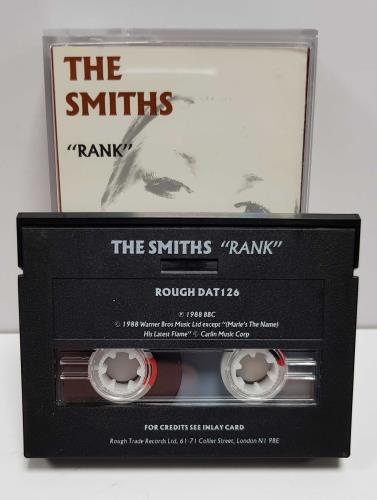 THE
SMITHS
"RANK"
THE SMITHS "RANK"
ROUGH DAT126
℗ 1988 BBC
© 1988 Warner Bros Music Ltd except "(Marie's The Name)
His Latest Flame" © Carlin Music Corp
FOR CREDITS SEE INLAY CARD
Rough Trade Records Ltd, 61-71 Collier Street, London N1 9BE